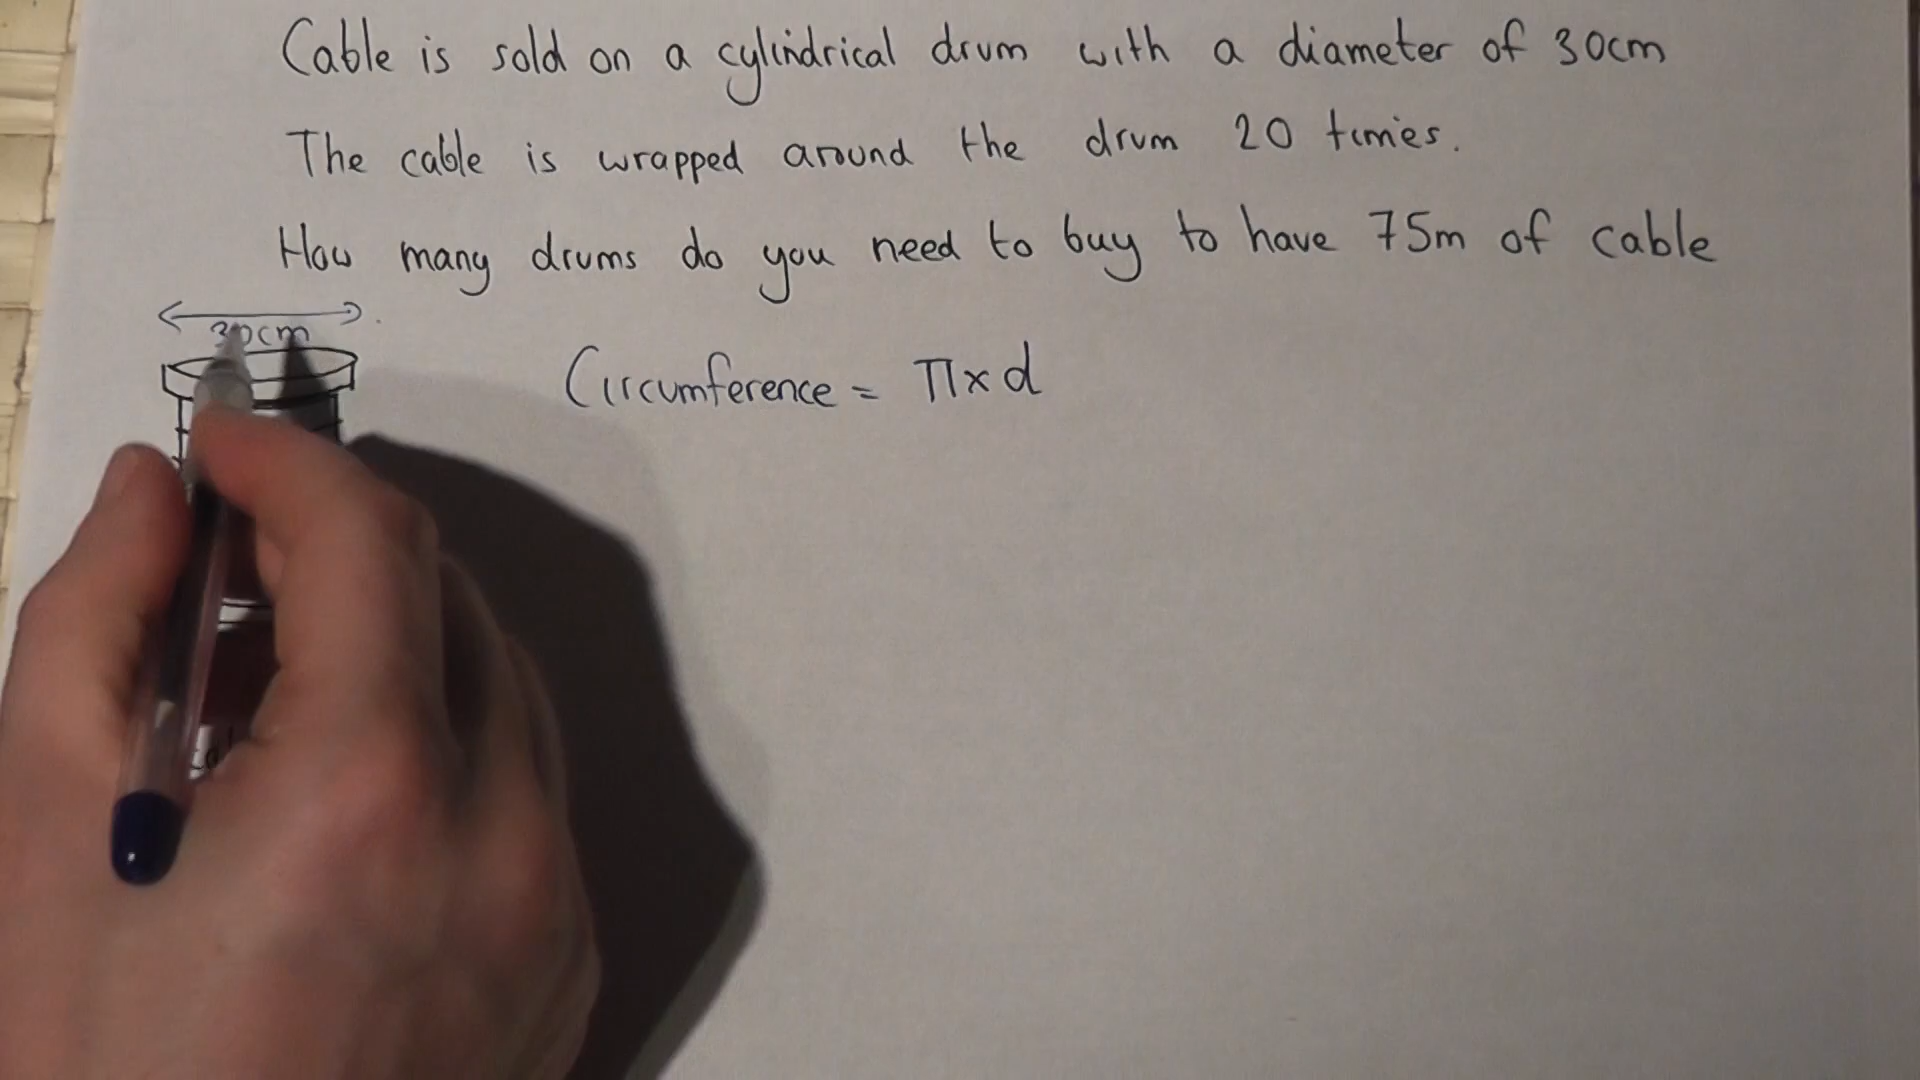 Cable is sold on a cylindrical drum with a diameter of 30cm
The cable is wrapped around the drum 20 times.
How many drums do you need to buy to have 75m of cable
30cm
Circumference = π x d